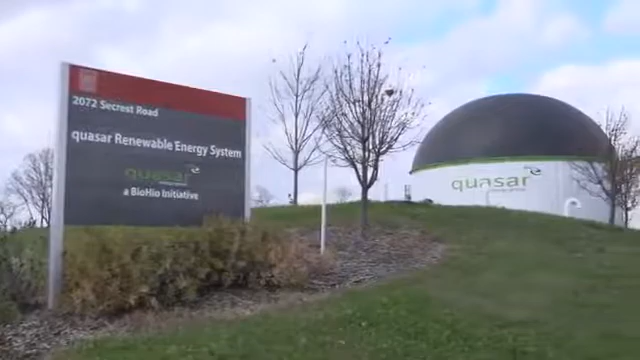 2072 Secrest Road
quasar Renewable Energy System
quasar
a BioHio Initiative
quasar